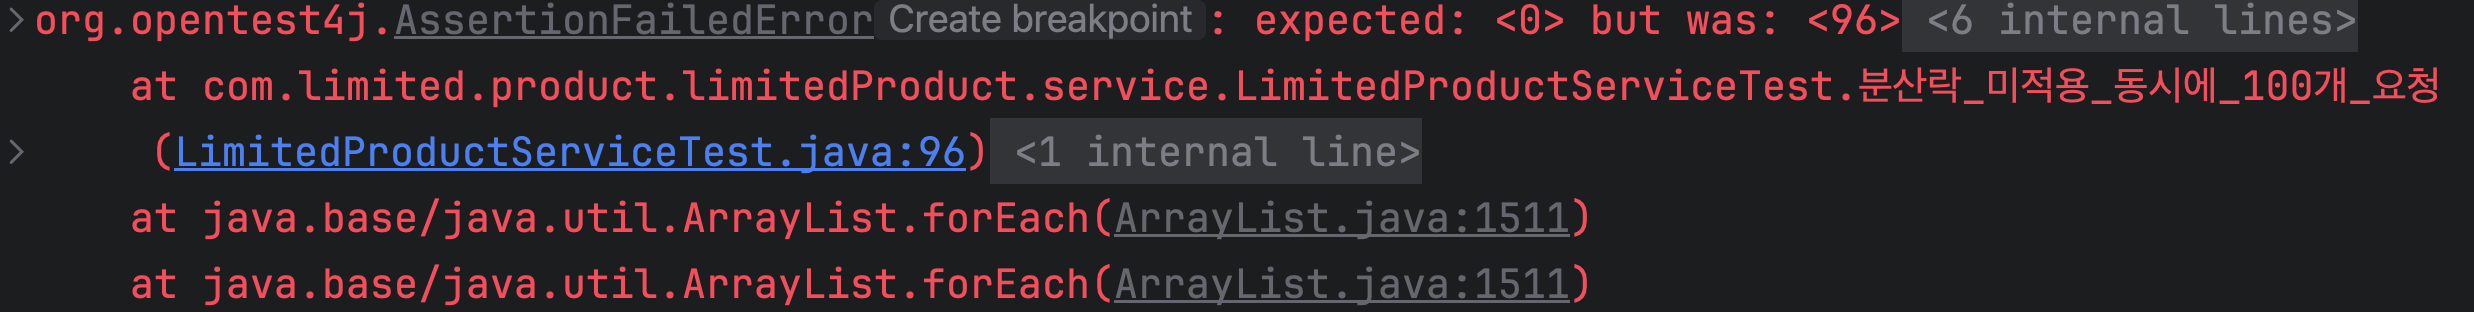 org.opentest4j.AssertionFailedError Create breakpoint : expected: <0> but was: <96> <6 internal lines>
at com.limited.product.limitedProduct.service.LimitedProductServiceTest.분산락_미적용_동시에_100개_요청
(LimitedProductServiceTest.java:96) <1 internal line>
at java.base/java.util.ArrayList.forEach(ArrayList.java:1511)
at java.base/java.util.ArrayList.forEach(ArrayList.java:1511)